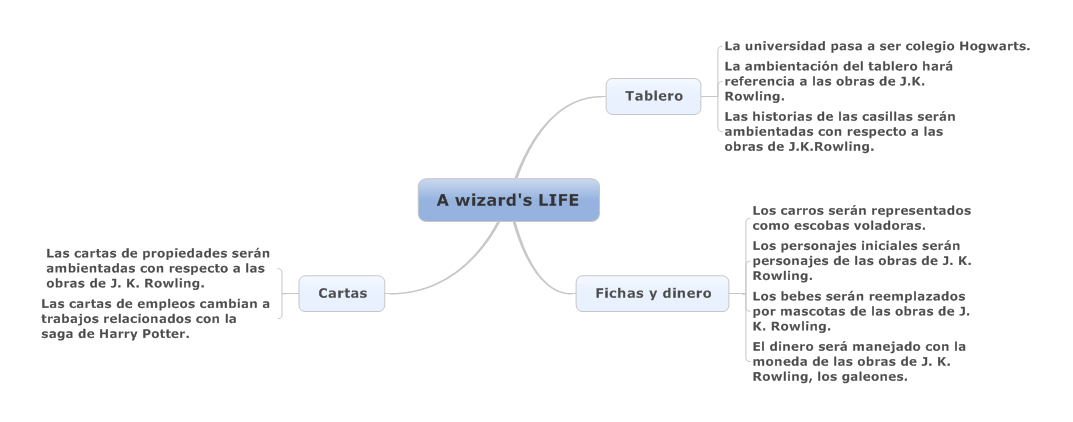 A wizard's LIFE
Tablero
La universidad pasa a ser colegio Hogwarts.
La ambientación del tablero hará
referencia a las obras de J.K.
Rowling.
Las historias de las casillas serán
ambientadas con respecto a las
obras de J.K.Rowling.
Fichas y dinero
Los carros serán representados
como escobas voladoras.
Los personajes iniciales serán
personajes de las obras de J. K.
Rowling.
Los bebes serán reemplazados
por mascotas de las obras de J.
K. Rowling.
El dinero será manejado con la
moneda de las obras de J. K.
Rowling, los galeones.
Cartas
Las cartas de propiedades serán
ambientadas con respecto a las
obras de J. K. Rowling.
Las cartas de empleos cambian a
trabajos relacionados con la
saga de Harry Potter.